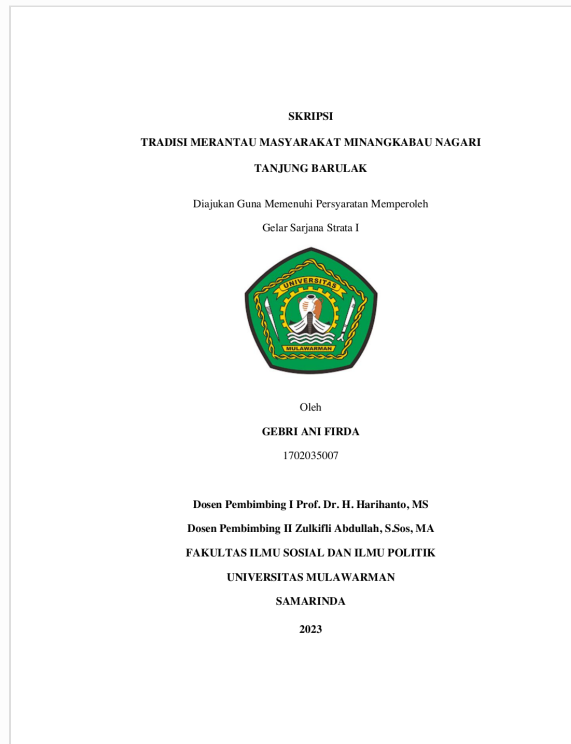 SKRIPSI
TRADISI MERANTAU MASYARAKAT MINANGKABAU NAGARI
TANJUNG BARULAK
Diajukan Guna Memenuhi Persyaratan Memperoleh
Gelar Sarjana Strata I
UNIVERSITAS
MULAWARMAN
Oleh
GEBRI ANI FIRDA
1702035007
Dosen Pembimbing I Prof. Dr. H. Harihanto, MS
Dosen Pembimbing II Zulkifli Abdullah, S.Sos, MA
FAKULTAS ILMU SOSIAL DAN ILMU POLITIK
UNIVERSITAS MULAWARMAN
SAMARINDA
2023